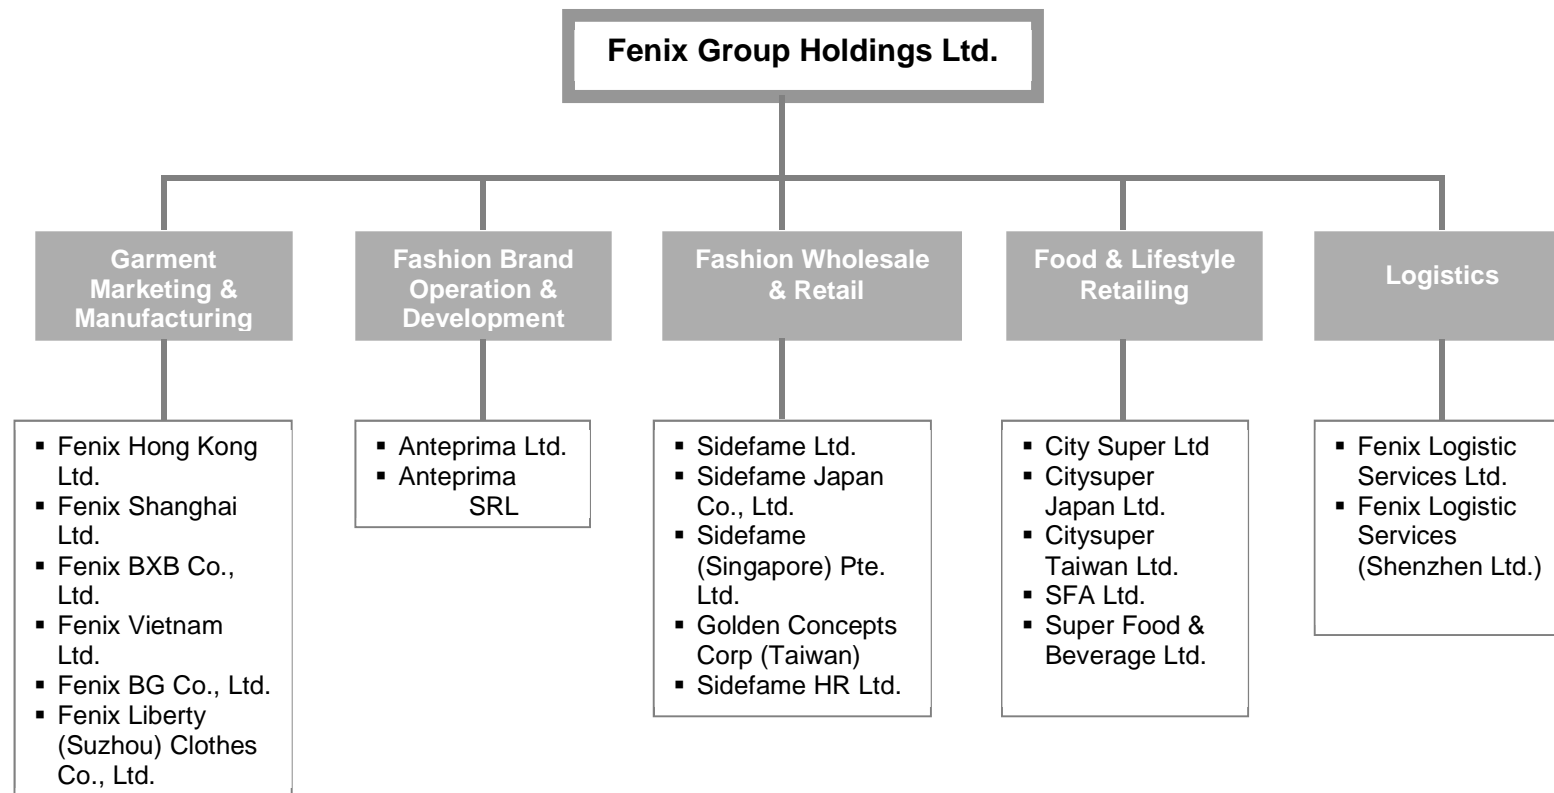 Fenix Group Holdings Ltd.
Garment
Marketing &
Manufacturing
Fashion Brand
Operation &
Development
Fashion Wholesale
& Retail
Food & Lifestyle
Retailing
Logistics
▪ Fenix Hong Kong
Ltd.
▪ Fenix Shanghai
Ltd.
▪ Fenix BXB Co.,
Ltd.
▪ Fenix Vietnam
Ltd.
▪ Fenix BG Co., Ltd.
▪ Fenix Liberty
(Suzhou) Clothes
Co., Ltd.
▪ Anteprima Ltd.
▪ Anteprima
SRL
▪ Sidefame Ltd.
▪ Sidefame Japan
Co., Ltd.
▪ Sidefame
(Singapore) Pte.
Ltd.
▪ Golden Concepts
Corp (Taiwan)
▪ Sidefame HR Ltd.
▪ City Super Ltd
▪ Citysuper
Japan Ltd.
▪ Citysuper
Taiwan Ltd.
▪ SFA Ltd.
▪ Super Food &
Beverage Ltd.
▪ Fenix Logistic
Services Ltd.
▪ Fenix Logistic
Services
(Shenzhen Ltd.)